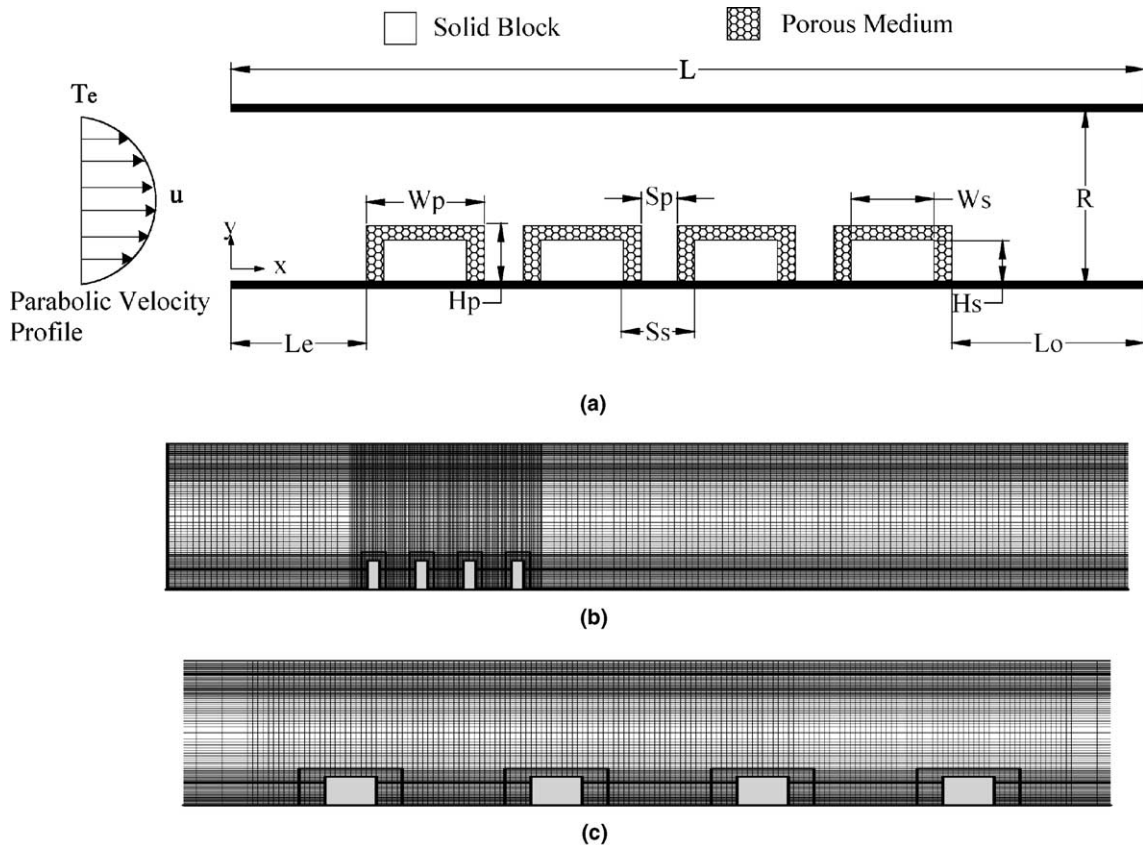 Solid Block
Porous Medium
L
Te
Wp
Sp
Ws
R
u
y
x
Hp
Hs
Parabolic Velocity
Profile
Le
Ss
Lo
(a)
(b)
(c)